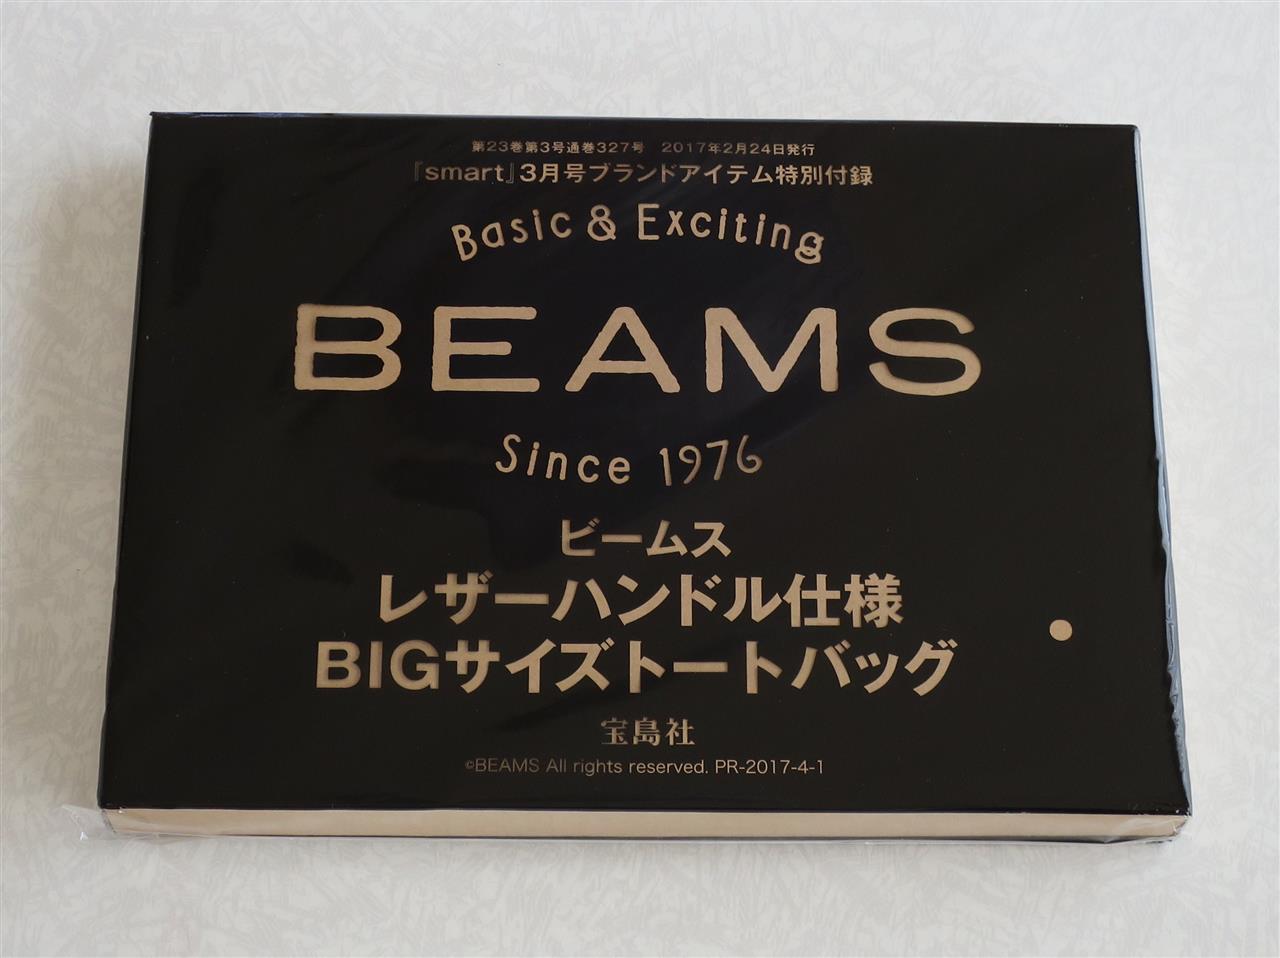 第23巻第3号通巻327号 2017年2月24日発行
『smart』3月号ブランドアイテム特別付録
Basic & Exciting
BEAMS
Since 1976
ビームス
レザーハンドル仕様
BIGサイズトートバッグ
宝島社
©BEAMS All rights reserved. PR-2017-4-1